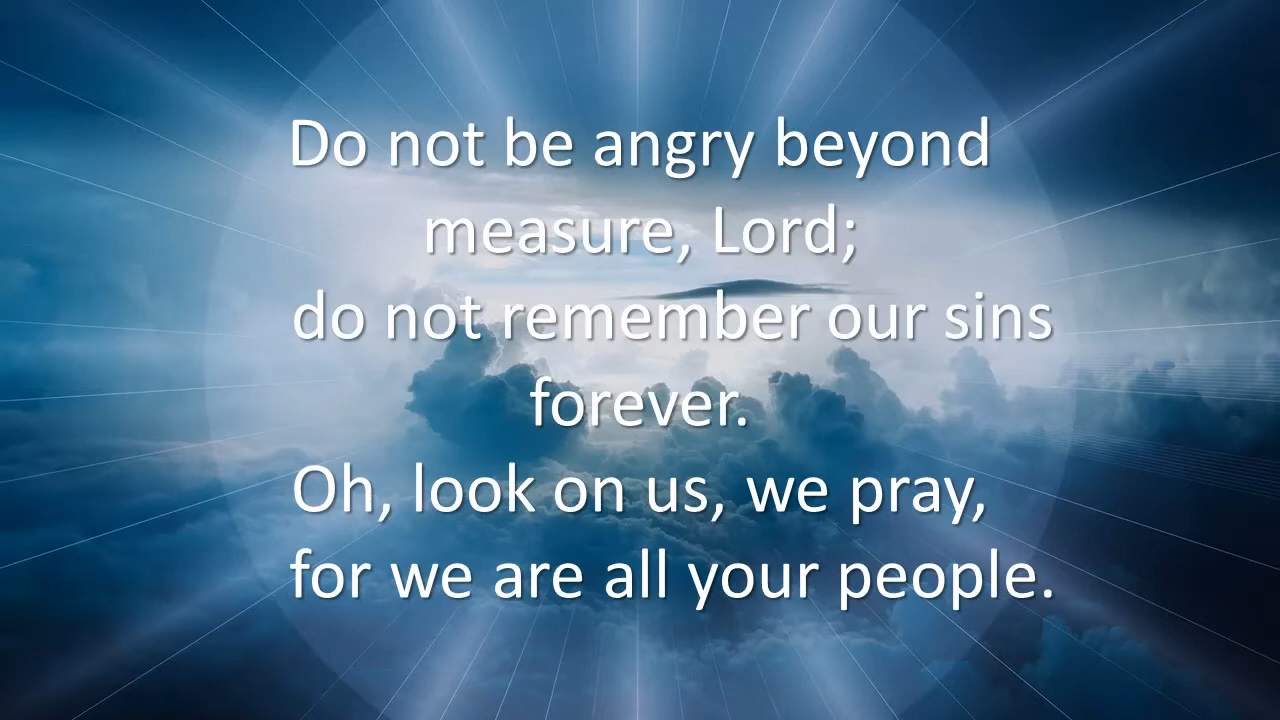 Do not be angry beyond
measure, Lord;
do not remember our sins
forever.
Oh, look on us, we pray,
for we are all your people.